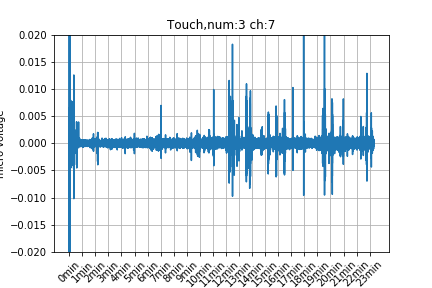 Touch,num:3 ch:7
0.020
0.015
0.010
0.005
0.000
−0.005
−0.010
−0.015
−0.020
micro voltage
0min
1min
2min
3min
4min
5min
6min
7min
8min
9min
10min
11min
12min
13min
14min
15min
16min
17min
18min
19min
20min
21min
22min
23min